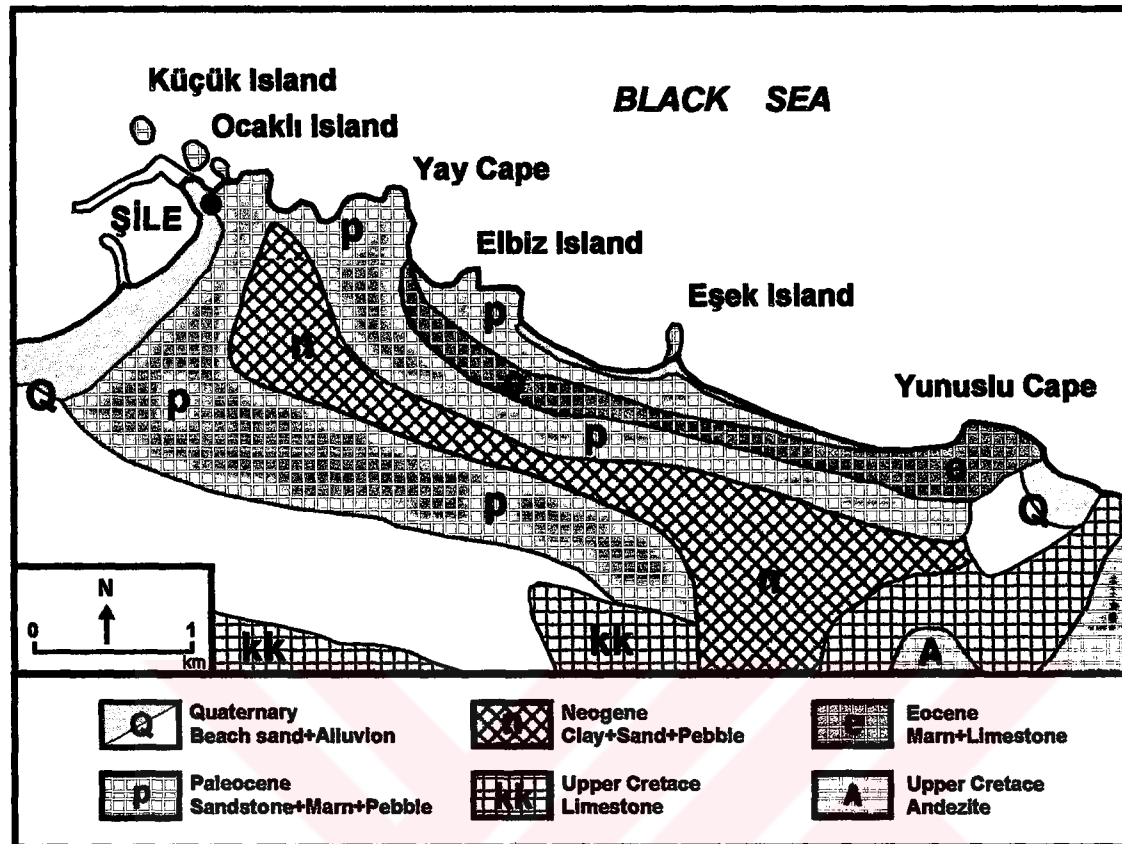 Küçük Island
BLACK SEA
Ocaklı Island
Yay Cape
ŞİLE
p
Elbiz Island
p
Eşek Island
n
e
Yunuslu Cape
Q
p
p
e
Q
p
n
N
0 1
km
kk
kk
A
Q
Quaternary
Beach sand+Alluvion
n
Neogene
Clay+Sand+Pebble
e
Eocene
Marn+Limestone
p
Paleocene
Sandstone+Marn+Pebble
kk
Upper Cretace
Limestone
A
Upper Cretace
Andezite